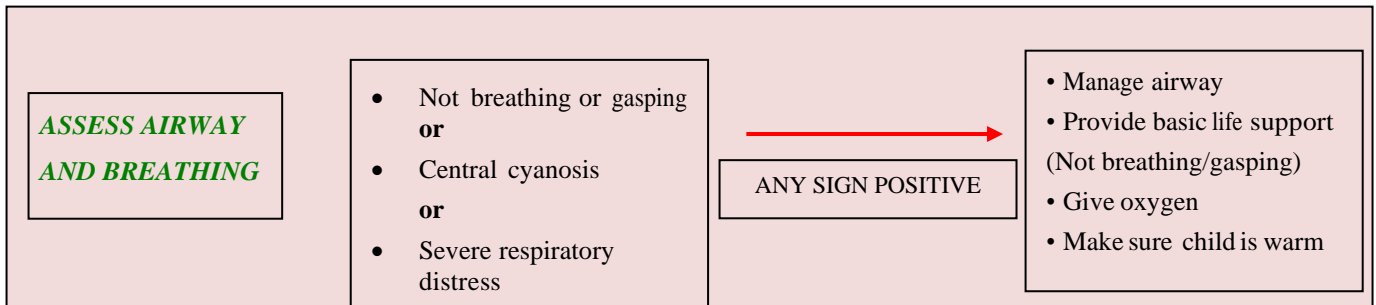 ASSESS AIRWAY
AND BREATHING
• Not breathing or gasping
or
• Central cyanosis
or
• Severe respiratory
distress
ANY SIGN POSITIVE
• Manage airway
• Provide basic life support
(Not breathing/gasping)
• Give oxygen
• Make sure child is warm